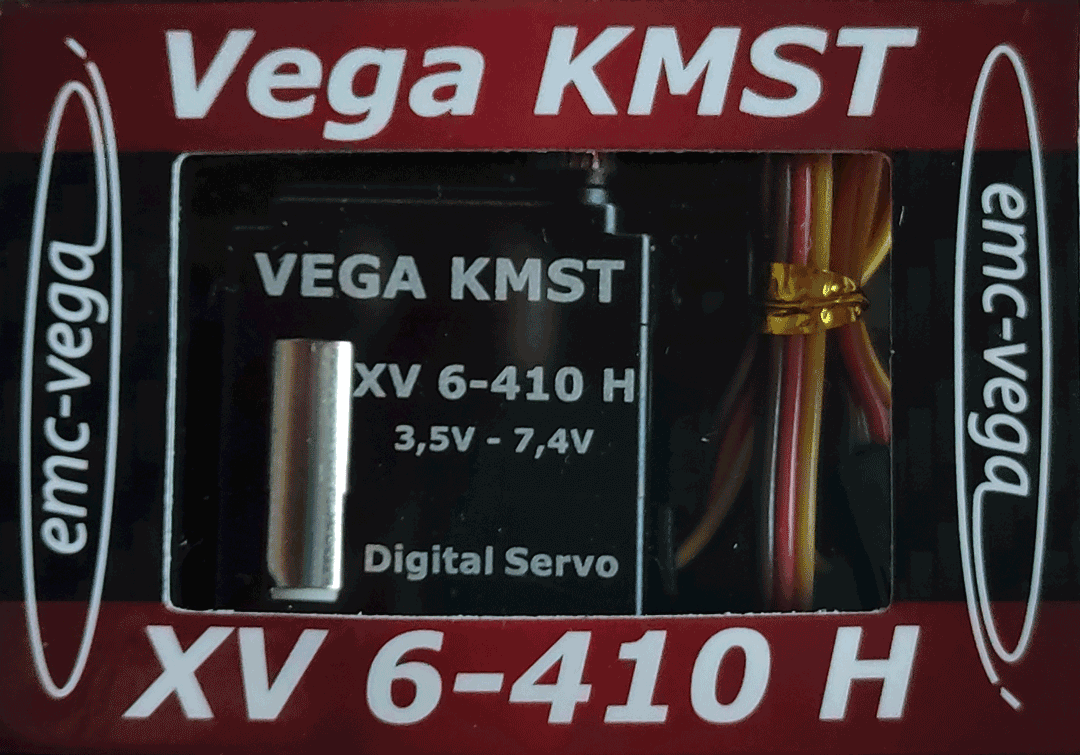 Vega KMST
emc-vega
VEGA KMST
XV 6-410 H
3,5V - 7,4V
Digital Servo
emc-vega
XV 6-410 H